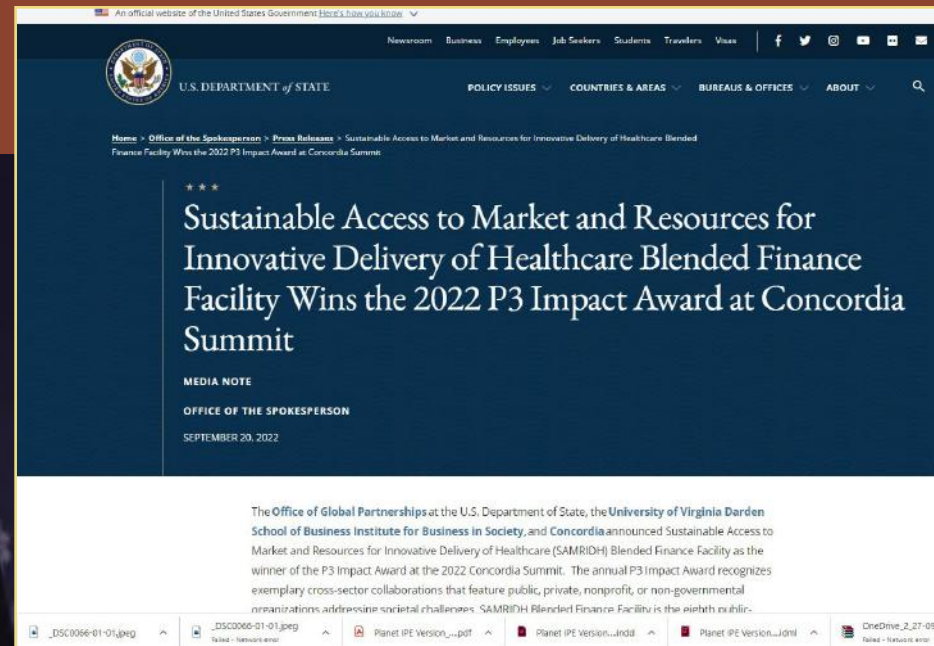 An official website of the United States Government Here's how you know
Newsroom Business Employees Job Seekers Students Travelers Visas
U.S. DEPARTMENT of STATE
POLICY ISSUES COUNTRIES & AREAS BUREAUS & OFFICES ABOUT
Home > Office of the Spokesperson > Press Releases > Sustainable Access to Market and Resources for Innovative Delivery of Healthcare Blended
Finance Facility Wins the 2022 P3 Impact Award at Concordia Summit
Sustainable Access to Market and Resources for
Innovative Delivery of Healthcare Blended Finance
Facility Wins the 2022 P3 Impact Award at Concordia
Summit
MEDIA NOTE
OFFICE OF THE SPOKESPERSON
SEPTEMBER 20, 2022
The Office of Global Partnerships at the U.S. Department of State, the University of Virginia Darden
School of Business Institute for Business in Society, and Concordia announced Sustainable Access to
Market and Resources for Innovative Delivery of Healthcare (SAMRIDH) Blended Finance Facility as the
winner of the P3 Impact Award at the 2022 Concordia Summit. The annual P3 Impact Award recognizes
exemplary cross-sector collaborations that feature public, private, nonprofit, or non-governmental
organizations addressing societal challenges. SAMRIDH Blended Finance Facility is the eighth public-
_DSC0066-01-01.jpeg _DSC0066-01-01.jpeg Planet IPE Version_....pdf Planet IPE Version....indd Planet IPE Version....idml OneDrive_2_27-09
Failed - Network error Failed - Network error